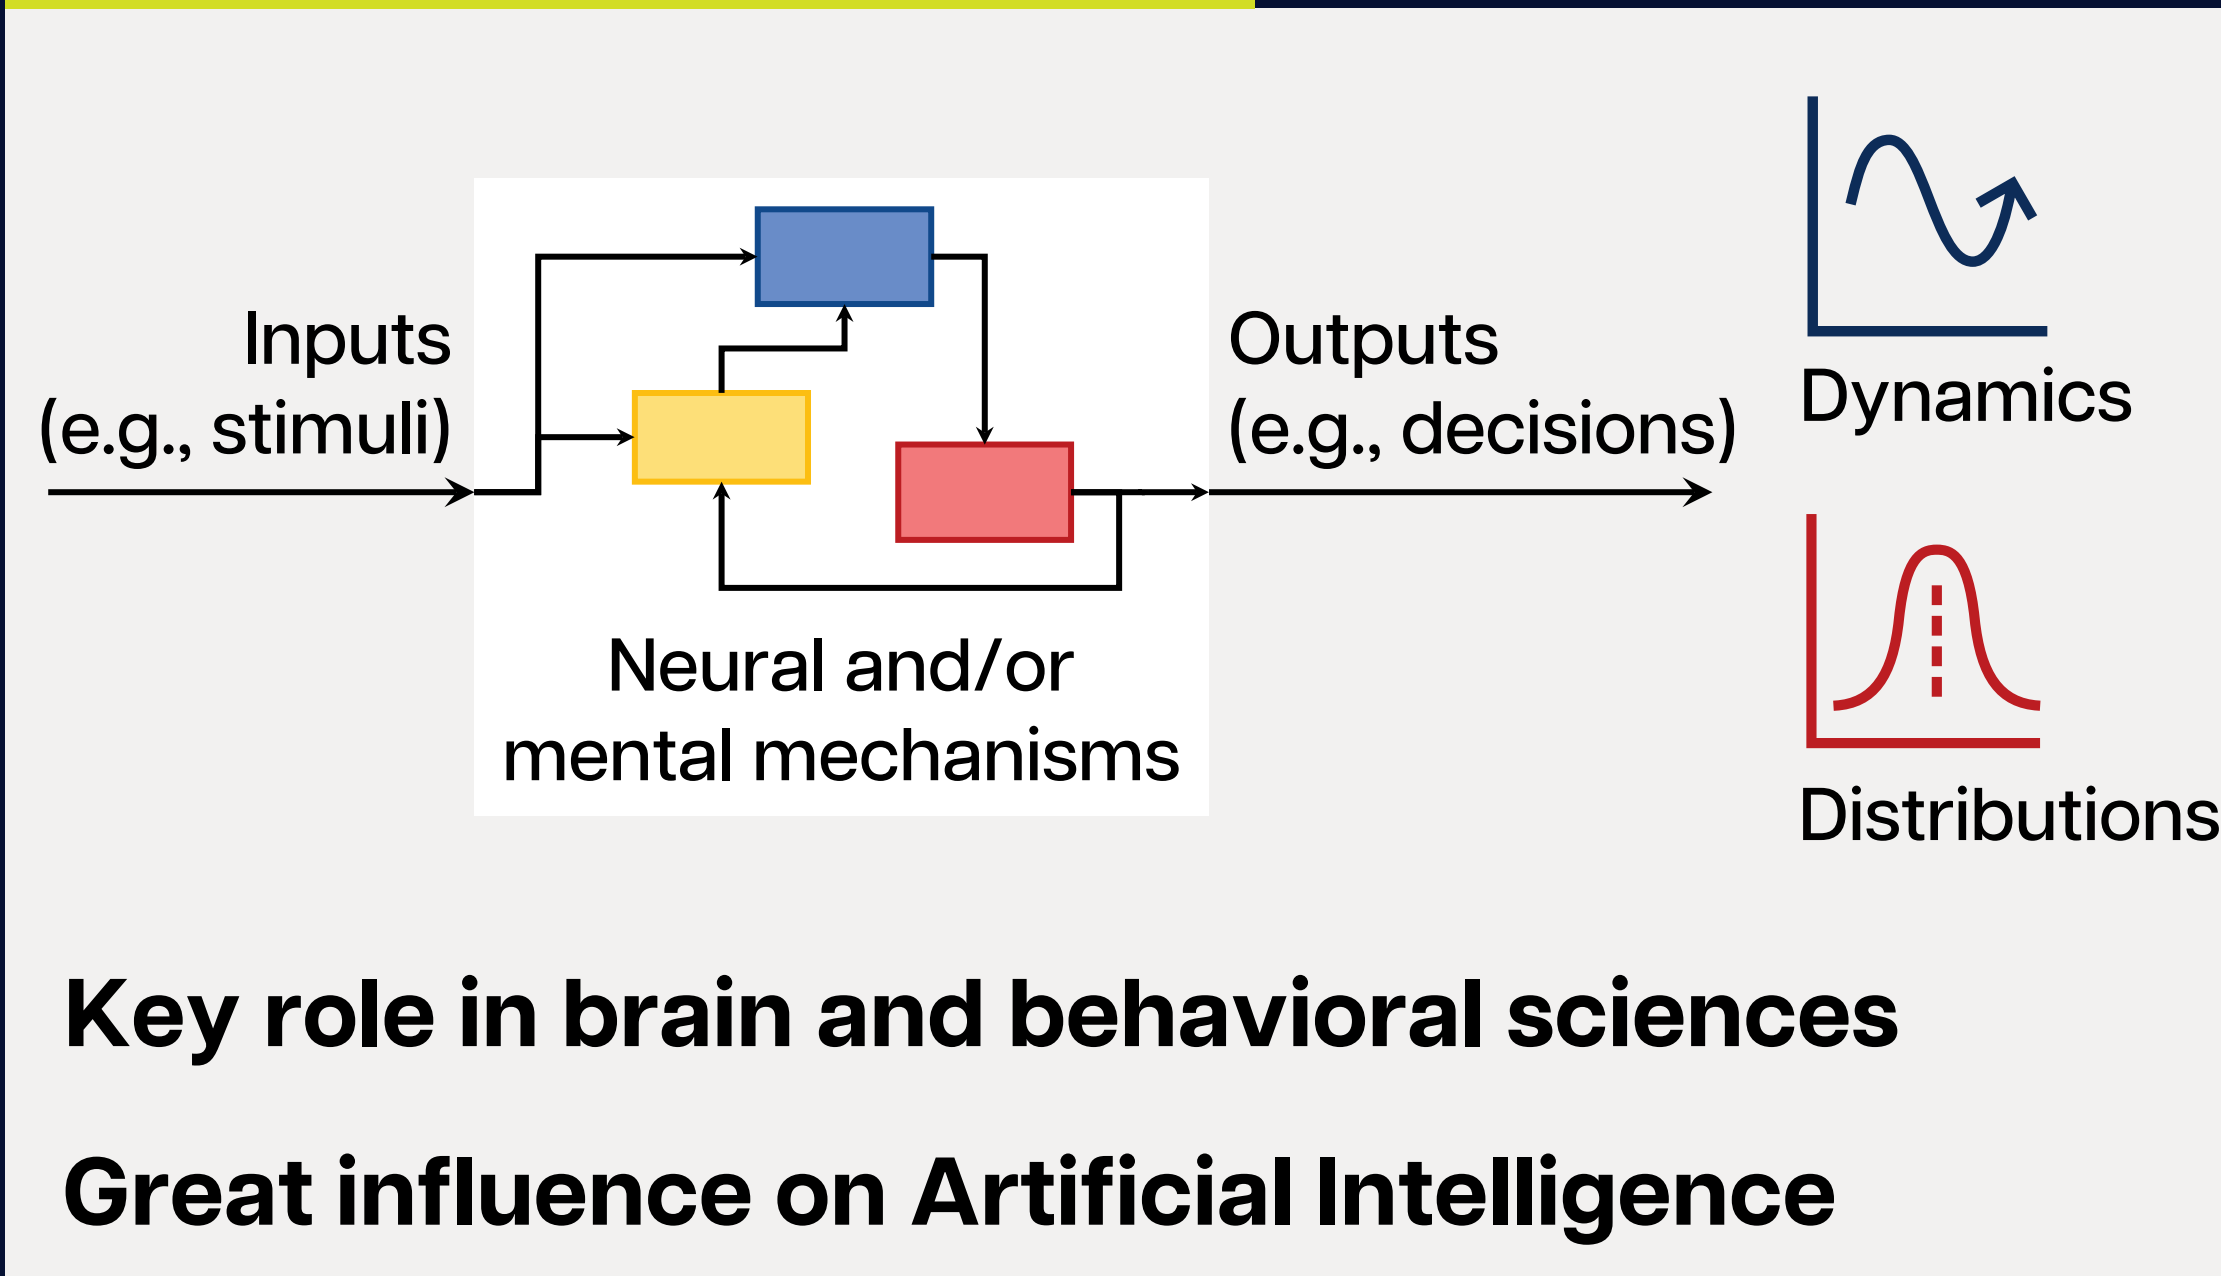 Inputs
(e.g., stimuli)
Neural and/or
mental mechanisms
Outputs
(e.g., decisions)
Dynamics
Distributions
Key role in brain and behavioral sciences
Great influence on Artificial Intelligence